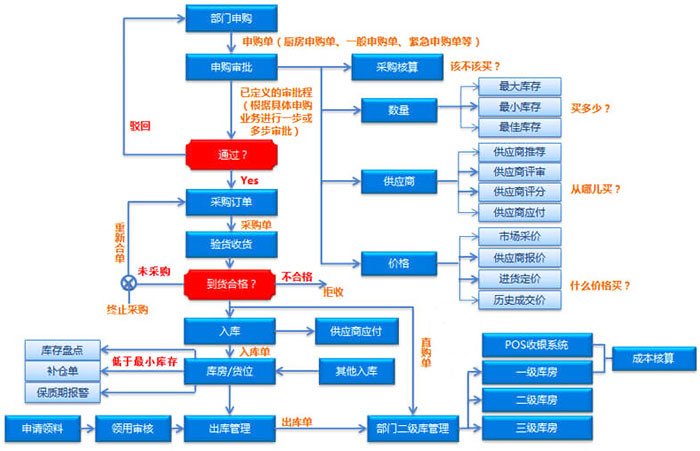 部门申购
申购单（厨房申购单、一般申购单、紧急申购单等）
申购审批
采购核算
该不该买？
已定义的审批程
（根据具体申购
业务进行一步或
多步审批）
驳回
数量
最大库存
最小库存
最佳库存
买多少？
通过？
Yes
供应商
供应商推荐
供应商评审
供应商评分
供应商应付
从哪儿买？
采购订单
采购单
验货收货
重新合单
价格
市场采价
供应商报价
进货定价
历史成交价
什么价格买？
未采购
到货合格？
不合格
拒收
终止采购
入库
供应商应付
入库单
直购单
库存盘点
补仓单
保质期报警
低于最小库存
库房/货位
其他入库
POS收银系统
一级库房
二级库房
三级库房
成本核算
申请领料
领用审核
出库管理
出库单
部门二级库管理